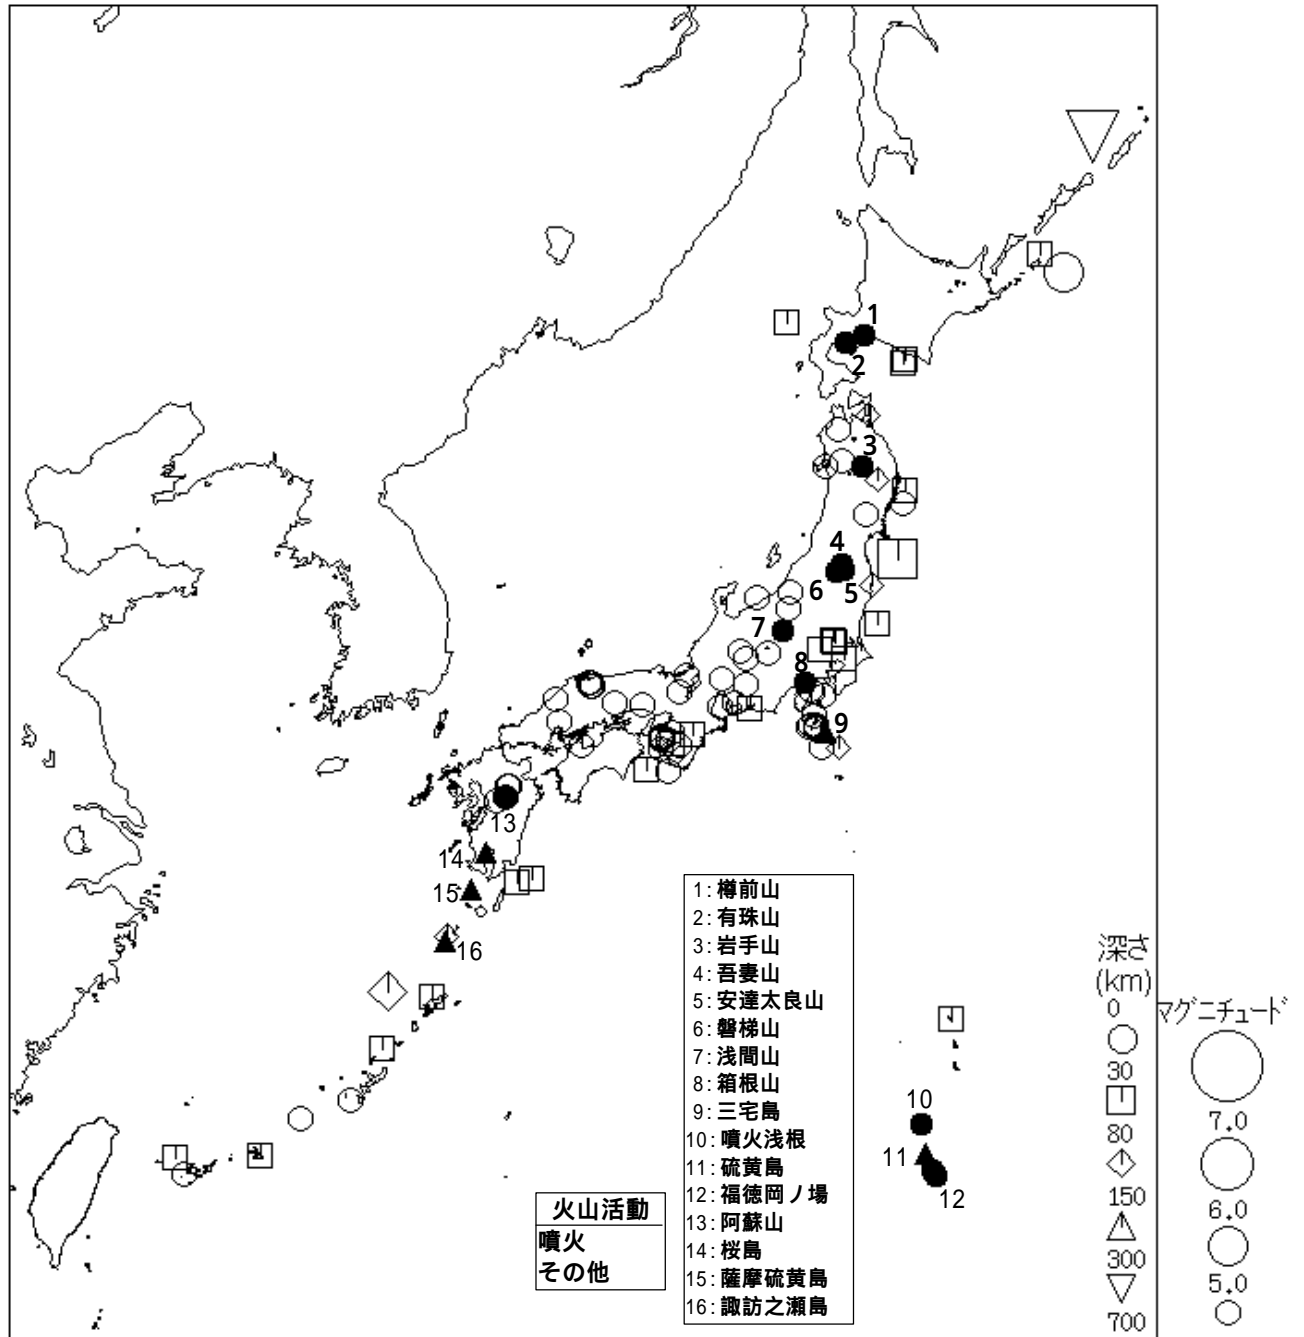 1
2
3
4
6
5
7
8
9
13
14
15
16
10
11
12
1:樽前山
2:有珠山
3:岩手山
4:吾妻山
5:安達太良山
6:磐梯山
7:浅間山
8:箱根山
9:三宅島
10:噴火浅根
11:硫黄島
12:福徳岡ノ場
13:阿蘇山
14:桜島
15:薩摩硫黄島
16:諏訪之瀬島
火山活動
噴火
その他
深さ
(km)
0
30
80
150
300
700
マグニチュード
7.0
6.0
5.0